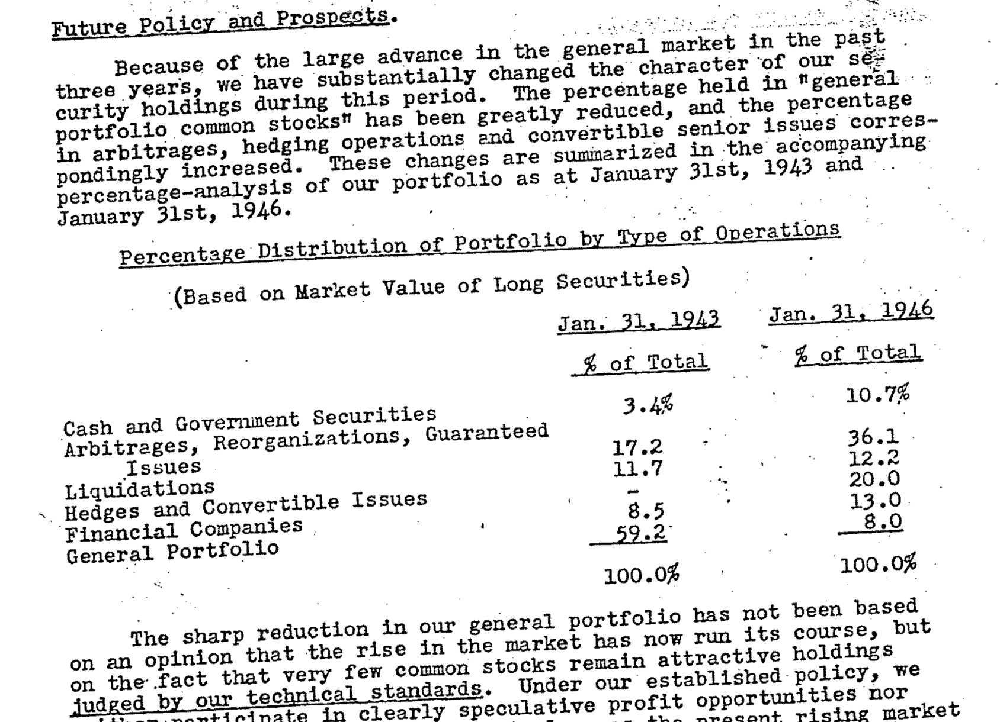 Future Policy and Prospects.
Because of the large advance in the general market in the past
three years, we have substantially changed the character of our se-
curity holdings during this period. The percentage held in "general
portfolio common stocks" has been greatly reduced, and the percentage
in arbitrages, hedging operations and convertible senior issues corres-
pondingly increased. These changes are summarized in the accompanying
percentage-analysis of our portfolio as at January 31st, 1943 and
January 31st, 1946.
Percentage Distribution of Portfolio by Type of Operations
(Based on Market Value of Long Securities)
Jan. 31, 1943 Jan. 31, 1946
% of Total % of Total
Cash and Government Securities 3.4% 10.7%
Arbitrages, Reorganizations, Guaranteed
Issues 17.2 36.1
Liquidations 11.7 12.2
Hedges and Convertible Issues - 20.0
Financial Companies 8.5 13.0
General Portfolio 59.2 8.0
100.0% 100.0%
The sharp reduction in our general portfolio has not been based
on an opinion that the rise in the market has now run its course, but
on the fact that very few common stocks remain attractive holdings
judged by our technical standards. Under our established policy, we
participate in clearly speculative profit opportunities nor
the present rising market